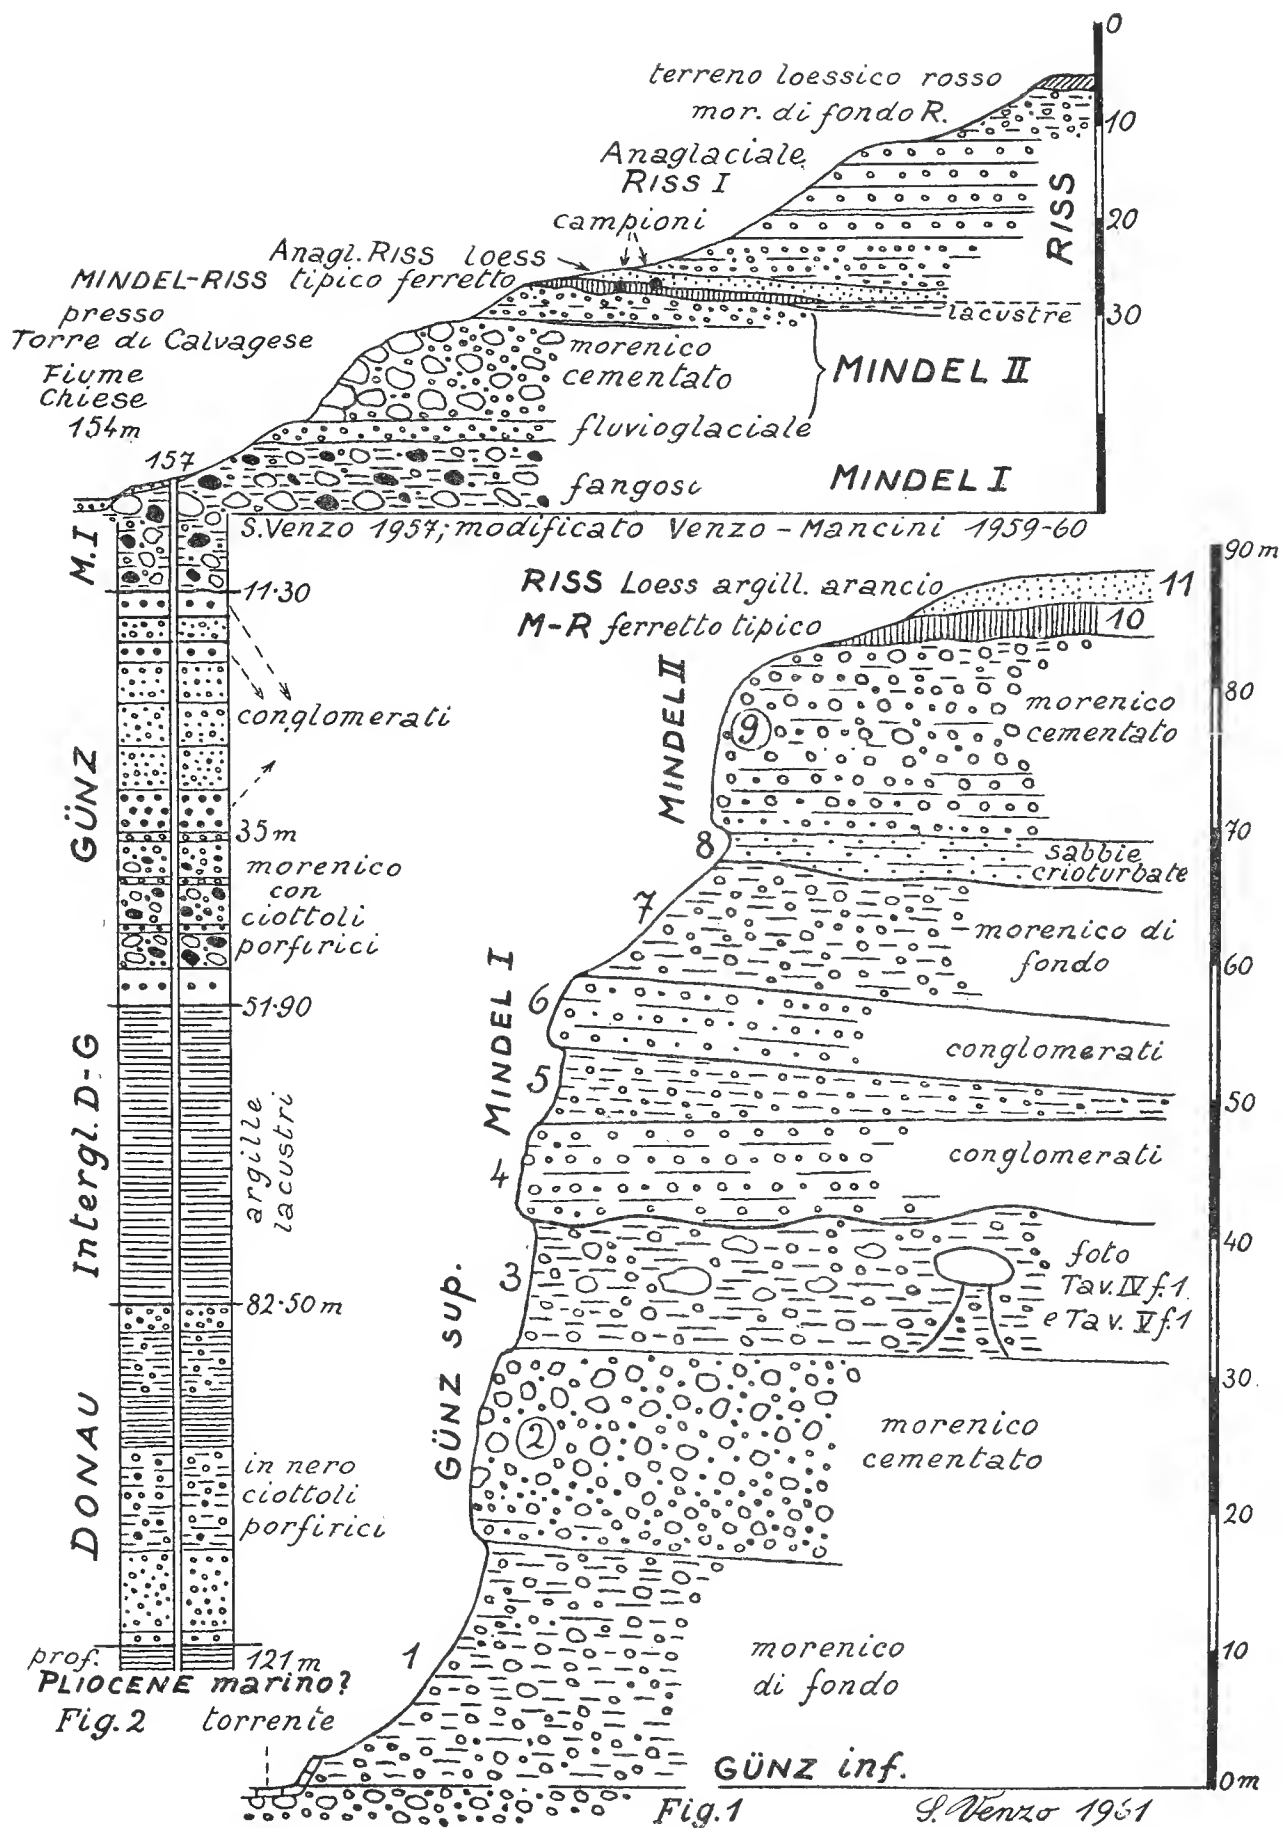 0
terreno loessico rosso
mor. di fondo R.
10
Anaglaciale
RISS I
RISS
campioni
20
Anagl. RISS loess
MINDEL-RISS tipico ferretto
presso
lacustre
30
Torre di Calvagese
morenico
cementato
MINDEL II
Fiume
Chiese
154m
fluvioglaciale
157
fangosi
MINDEL I
S. Venzo 1957; modificato Venzo - Mancini 1959-60
M.I
11·30
conglomerati
GÜNZ
35m
morenico
con
ciottoli
porfirici
51·90
Intergl. D-G
argille
lacustri
82·50m
DONAU
in nero
ciottoli
porfirici
prof.
121m
PLIOCENE marino?
Fig.2
90 m
RISS Loess argill. arancio
11
M-R ferretto tipico
10
MINDEL II
80
morenico
cementato
9
70
8
sabbie
crioturbate
7
morenico di
fondo
60
MINDEL I
6
conglomerati
5
50
4
conglomerati
40
GÜNZ sup.
3
foto
Tav. IV f.1
e Tav. V f.1
30
2
morenico
cementato
20
1
morenico
di fondo
10
torrente
GÜNZ inf.
0m
Fig.1
S. Venzo 1961